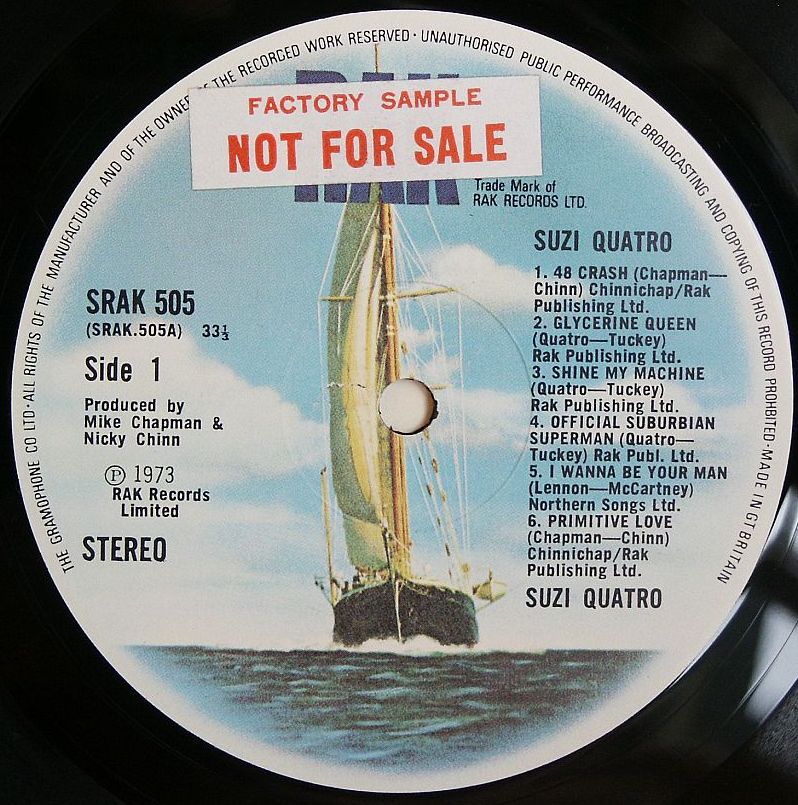 THE GRAMOPHONE CO LTD·ALL RIGHTS OF THE MANUFACTURER AND OF THE OWNER OF THE RECORDED WORK RESERVED · UNAUTHORISED PUBLIC PERFORMANCE BROADCASTING AND COPYING OF THIS RECORD PROHIBITED·MADE IN GT BRITAIN
RAK
FACTORY SAMPLE
NOT FOR SALE
Trade Mark of
RAK RECORDS LTD.
SRAK 505
(SRAK.505A) 33⅓
Side 1
Produced by
Mike Chapman &
Nicky Chinn
Ⓟ 1973
RAK Records
Limited
STEREO
SUZI QUATRO
1. 48 CRASH (Chapman—
Chinn) Chinnichap/Rak
Publishing Ltd.
2. GLYCERINE QUEEN
(Quatro—Tuckey)
Rak Publishing Ltd.
3. SHINE MY MACHINE
(Quatro—Tuckey)
Rak Publishing Ltd.
4. OFFICIAL SUBURBIAN
SUPERMAN (Quatro—
Tuckey) Rak Publ. Ltd.
5. I WANNA BE YOUR MAN
(Lennon—McCartney)
Northern Songs Ltd.
6. PRIMITIVE LOVE
(Chapman—Chinn)
Chinnichap/Rak
Publishing Ltd.
SUZI QUATRO